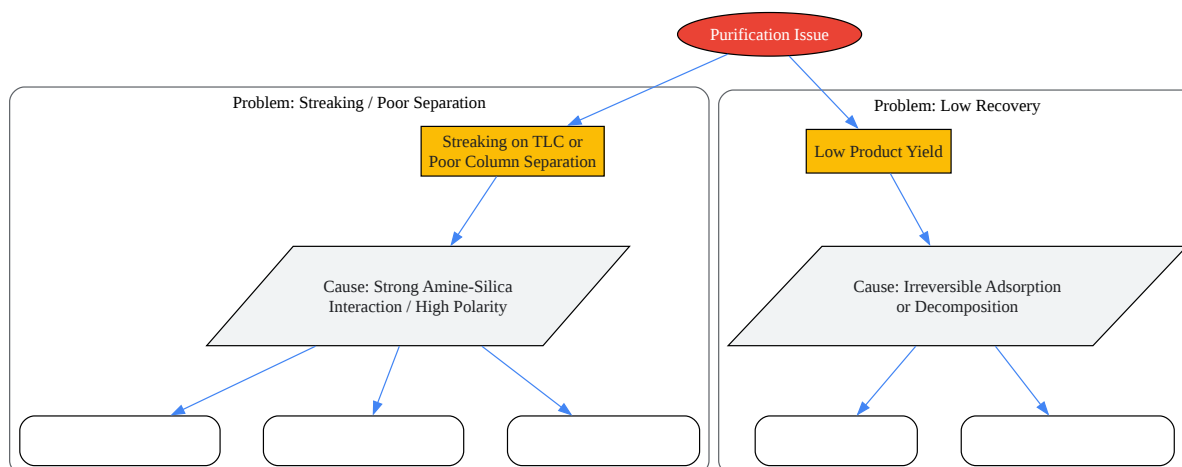 Purification Issue
Problem: Streaking / Poor Separation
Streaking on TLC or
Poor Column Separation
Cause: Strong Amine-Silica
Interaction / High Polarity
Problem: Low Recovery
Low Product Yield
Cause: Irreversible Adsorption
or Decomposition